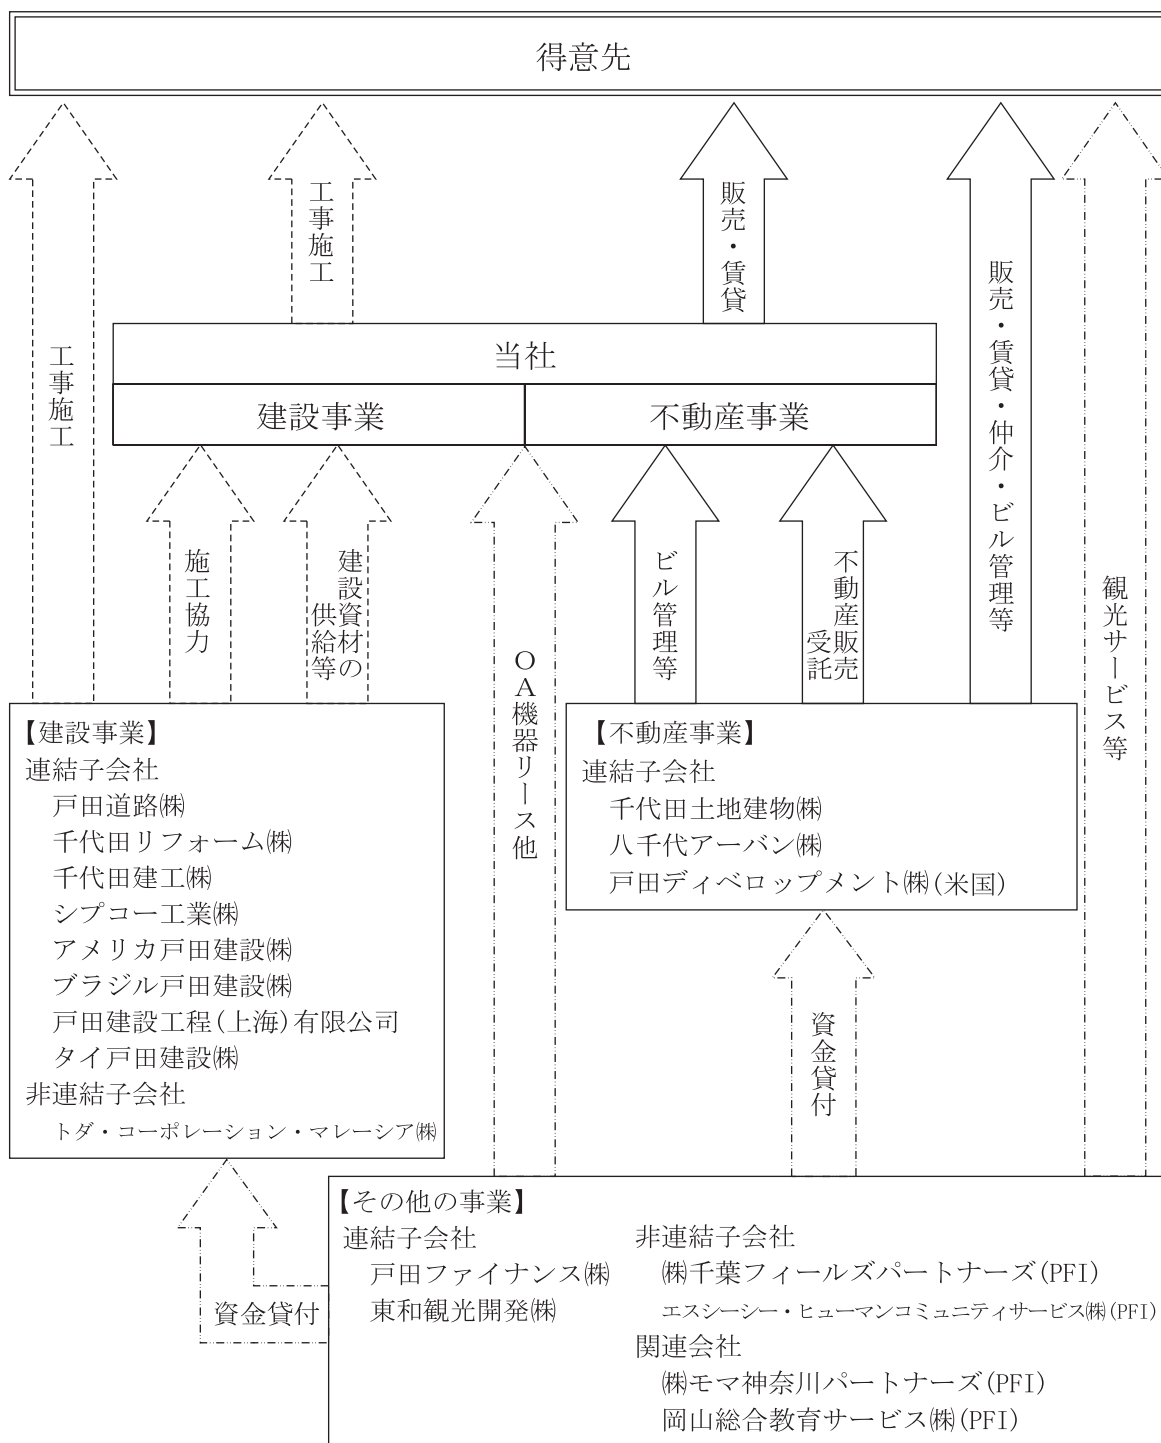 得意先
工事施工
工事施工
販売・賃貸
販売・賃貸・仲介・ビル管理等
観光サービス等
当社
建設事業
不動産事業
施工協力
建設資材の
供給等
OA機器リース他
ビル管理等
不動産販売
受託
【建設事業】
連結子会社
戸田道路㈱
千代田リフォーム㈱
千代田建工㈱
シプコー工業㈱
アメリカ戸田建設㈱
ブラジル戸田建設㈱
戸田建設工程(上海)有限公司
タイ戸田建設㈱
非連結子会社
トダ・コーポレーション・マレーシア㈱
【不動産事業】
連結子会社
千代田土地建物㈱
八千代アーバン㈱
戸田ディベロップメント㈱(米国)
資金貸付
資金貸付
【その他の事業】
連結子会社
戸田ファイナンス㈱
東和観光開発㈱
非連結子会社
㈱千葉フィールズパートナーズ(PFI)
エスシーシー・ヒューマンコミュニティサービス㈱(PFI)
関連会社
㈱モマ神奈川パートナーズ(PFI)
岡山総合教育サービス㈱(PFI)